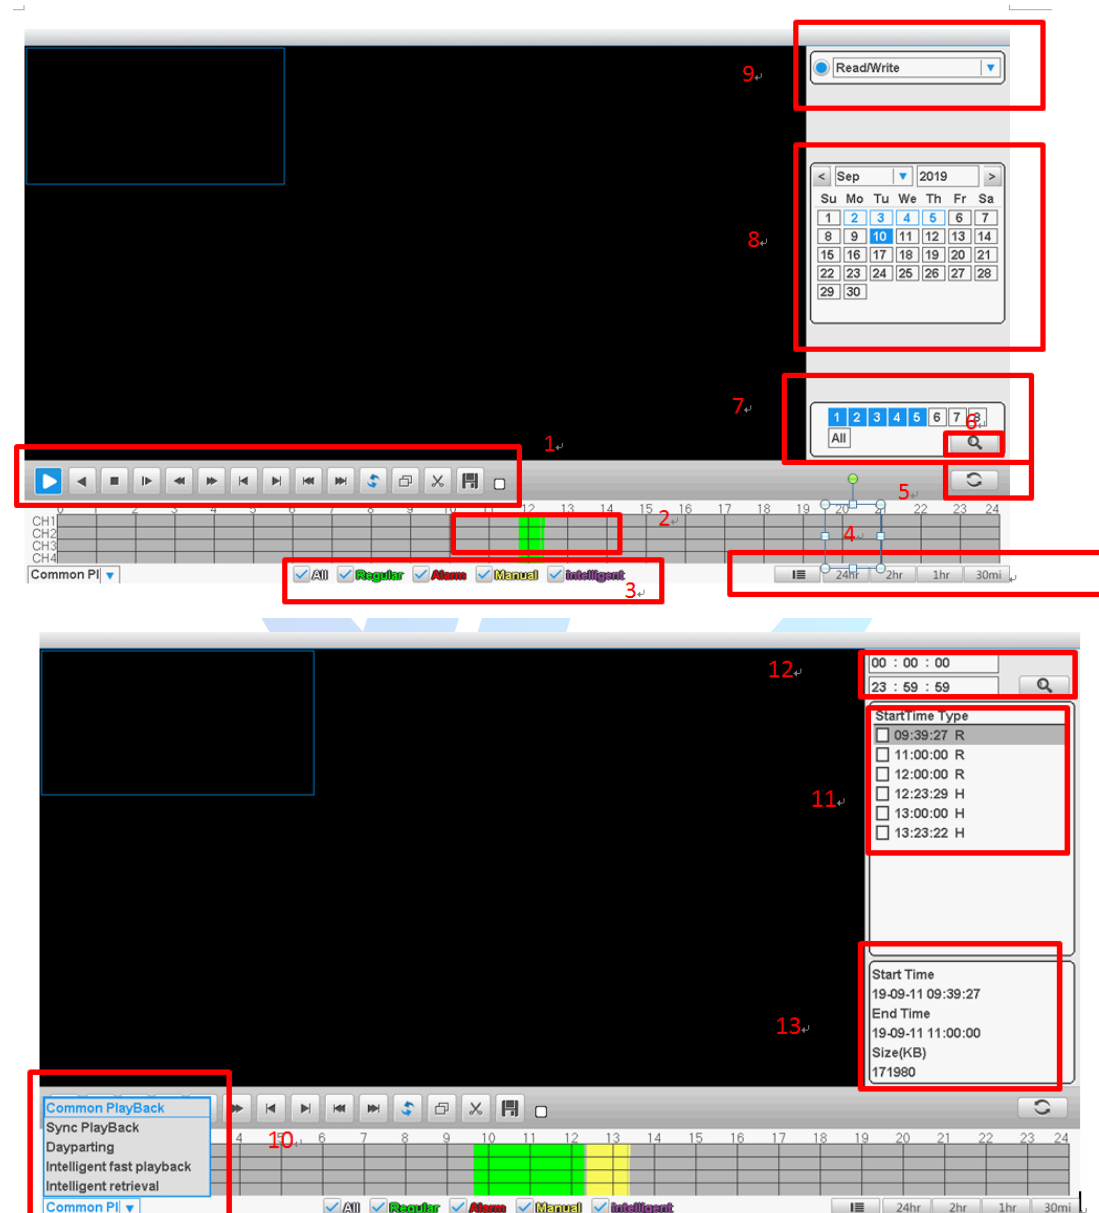 9
Read/Write
< Sep 2019 >
Su Mo Tu We Th Fr Sa
1 2 3 4 5 6 7
8 9 10 11 12 13 14
15 16 17 18 19 20 21
22 23 24 25 26 27 28
29 30
8
7
1 2 3 4 5 6 7 8
All
6
1
5
0 1 2 3 4 5 6 7 8 9 10 11 12 13 14 15 16 17 18 19 20 21 22 23 24
CH1
CH2
CH3
CH4
2
4
Common Pl
All Regular Alarm Manual Intelligent
24hr 2hr 1hr 30mi
3
12
00 : 00 : 00
23 : 59 : 59
StartTime Type
09:39:27 R
11:00:00 R
12:00:00 R
12:23:29 H
13:00:00 H
13:23:22 H
11
Start Time
19-09-11 09:39:27
End Time
19-09-11 11:00:00
Size(KB)
171980
13
Common PlayBack
Sync PlayBack
Dayparting
Intelligent fast playback
Intelligent retrieval
10
4 5 6 7 8 9 10 11 12 13 14 15 16 17 18 19 20 21 22 23 24
Common Pl
All Regular Alarm Manual Intelligent
24hr 2hr 1hr 30mi